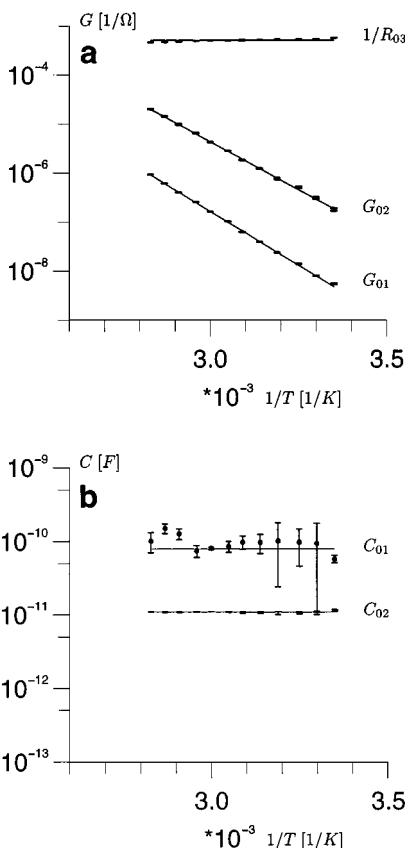 G [1/Ω]
a
1/R₀₃
10⁻⁴
10⁻⁶
G₀₂
10⁻⁸
G₀₁
3.0 3.5
*10⁻³ 1/T [1/K]
C [F]
10⁻⁹
b
10⁻¹⁰
C₀₁
10⁻¹¹
C₀₂
10⁻¹²
10⁻¹³
3.0 3.5
*10⁻³ 1/T [1/K]